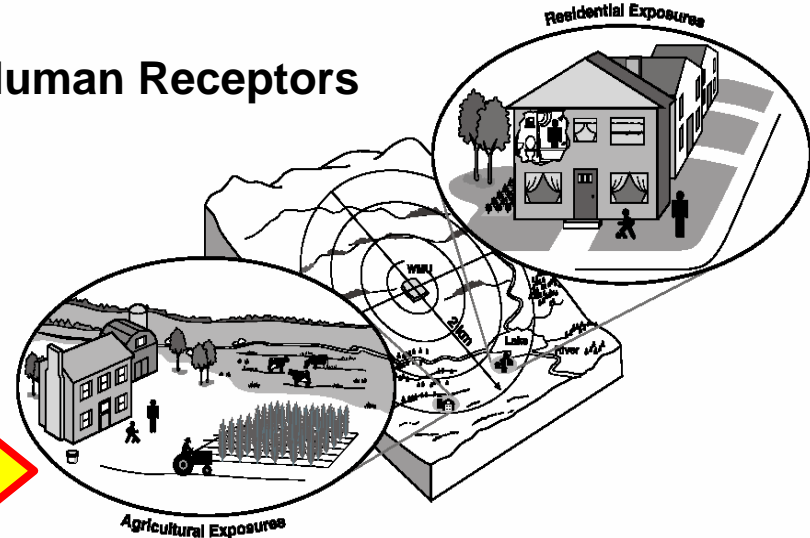 Residential Exposures
Human Receptors
WMU
2 km
Lake
River
Agricultural Exposures